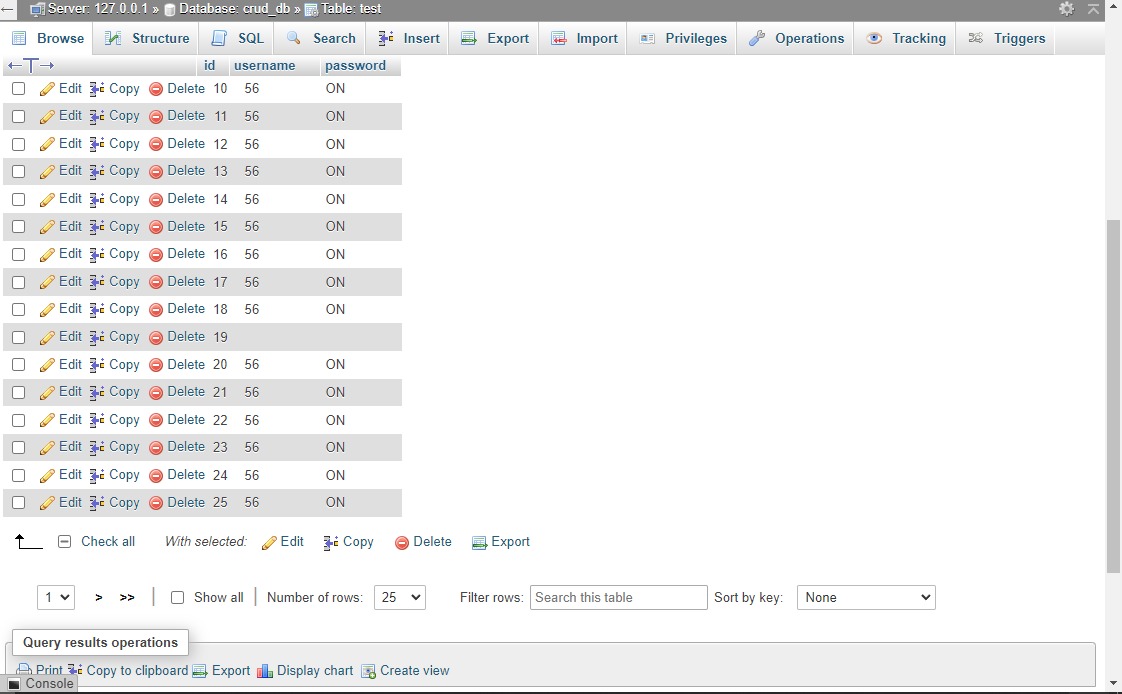 Server: 127.0.0.1 » Database: crud_db » Table: test
Browse Structure SQL Search Insert Export Import Privileges Operations Tracking Triggers
←T→ id username password
Edit Copy Delete 10 56 ON
Edit Copy Delete 11 56 ON
Edit Copy Delete 12 56 ON
Edit Copy Delete 13 56 ON
Edit Copy Delete 14 56 ON
Edit Copy Delete 15 56 ON
Edit Copy Delete 16 56 ON
Edit Copy Delete 17 56 ON
Edit Copy Delete 18 56 ON
Edit Copy Delete 19
Edit Copy Delete 20 56 ON
Edit Copy Delete 21 56 ON
Edit Copy Delete 22 56 ON
Edit Copy Delete 23 56 ON
Edit Copy Delete 24 56 ON
Edit Copy Delete 25 56 ON
Check all With selected: Edit Copy Delete Export
1 > >> | Show all | Number of rows: 25 Filter rows: Search this table Sort by key: None
Query results operations
Print Copy to clipboard Export Display chart Create view
Console